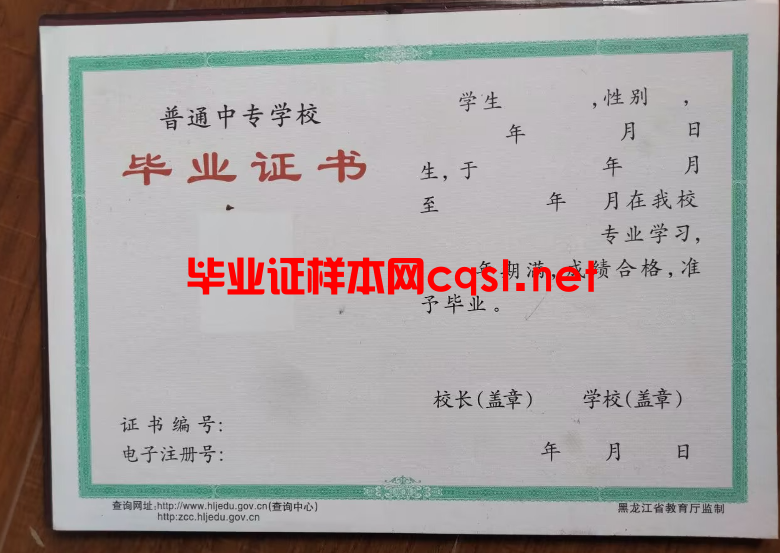 普通中专学校
毕业证书
学生 ,性别 ,
年 月 日
生,于 年 月
至 年 月在我校
专业学习,
年期满,成绩合格,准
予毕业。
毕业证样本网cqsl.net
校长(盖章) 学校(盖章)
证书编号:
电子注册号:
年 月 日
查询网址:http://www.hljedu.gov.cn(查询中心)
http:zcc.hljedu.gov.cn
黑龙江省教育厅监制